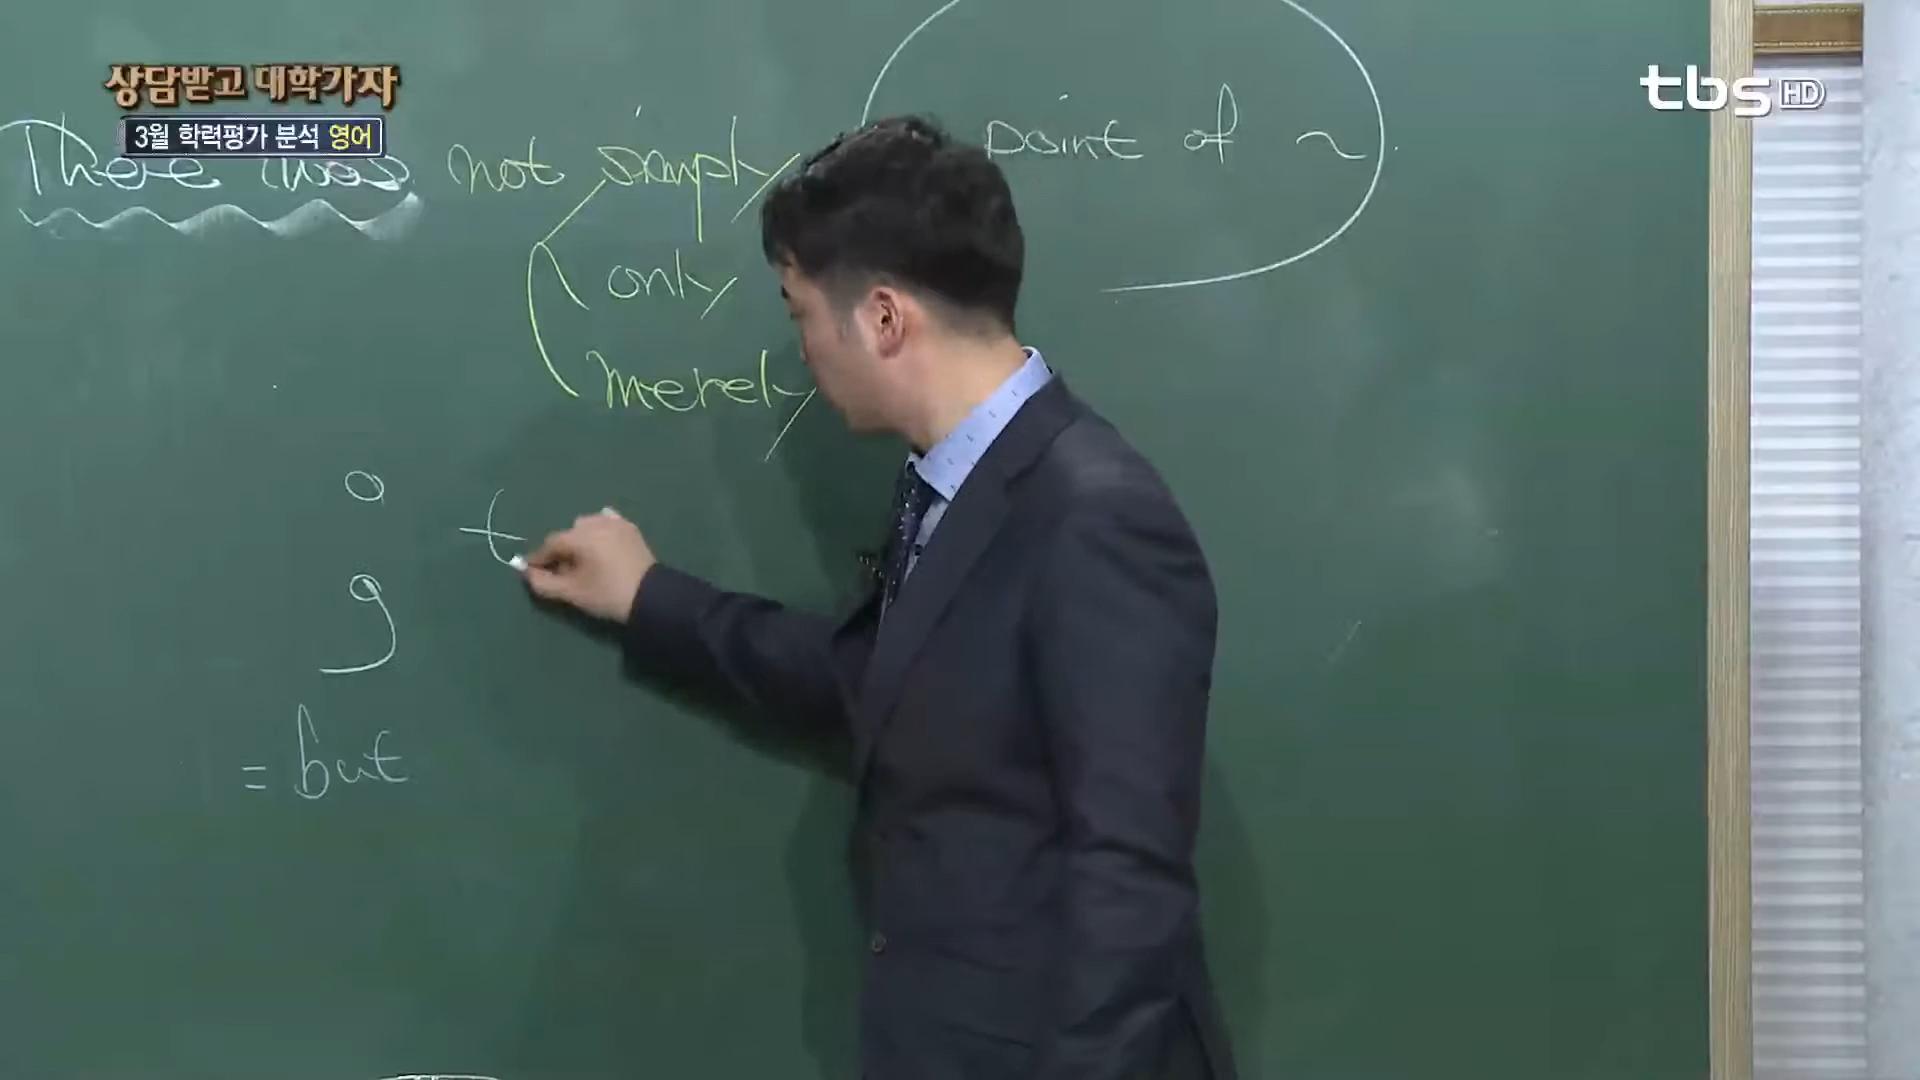 상담받고 대학가자
3월 학력평가 분석 영어
tbs HD
There was not simply point of ~
only
merely
= but